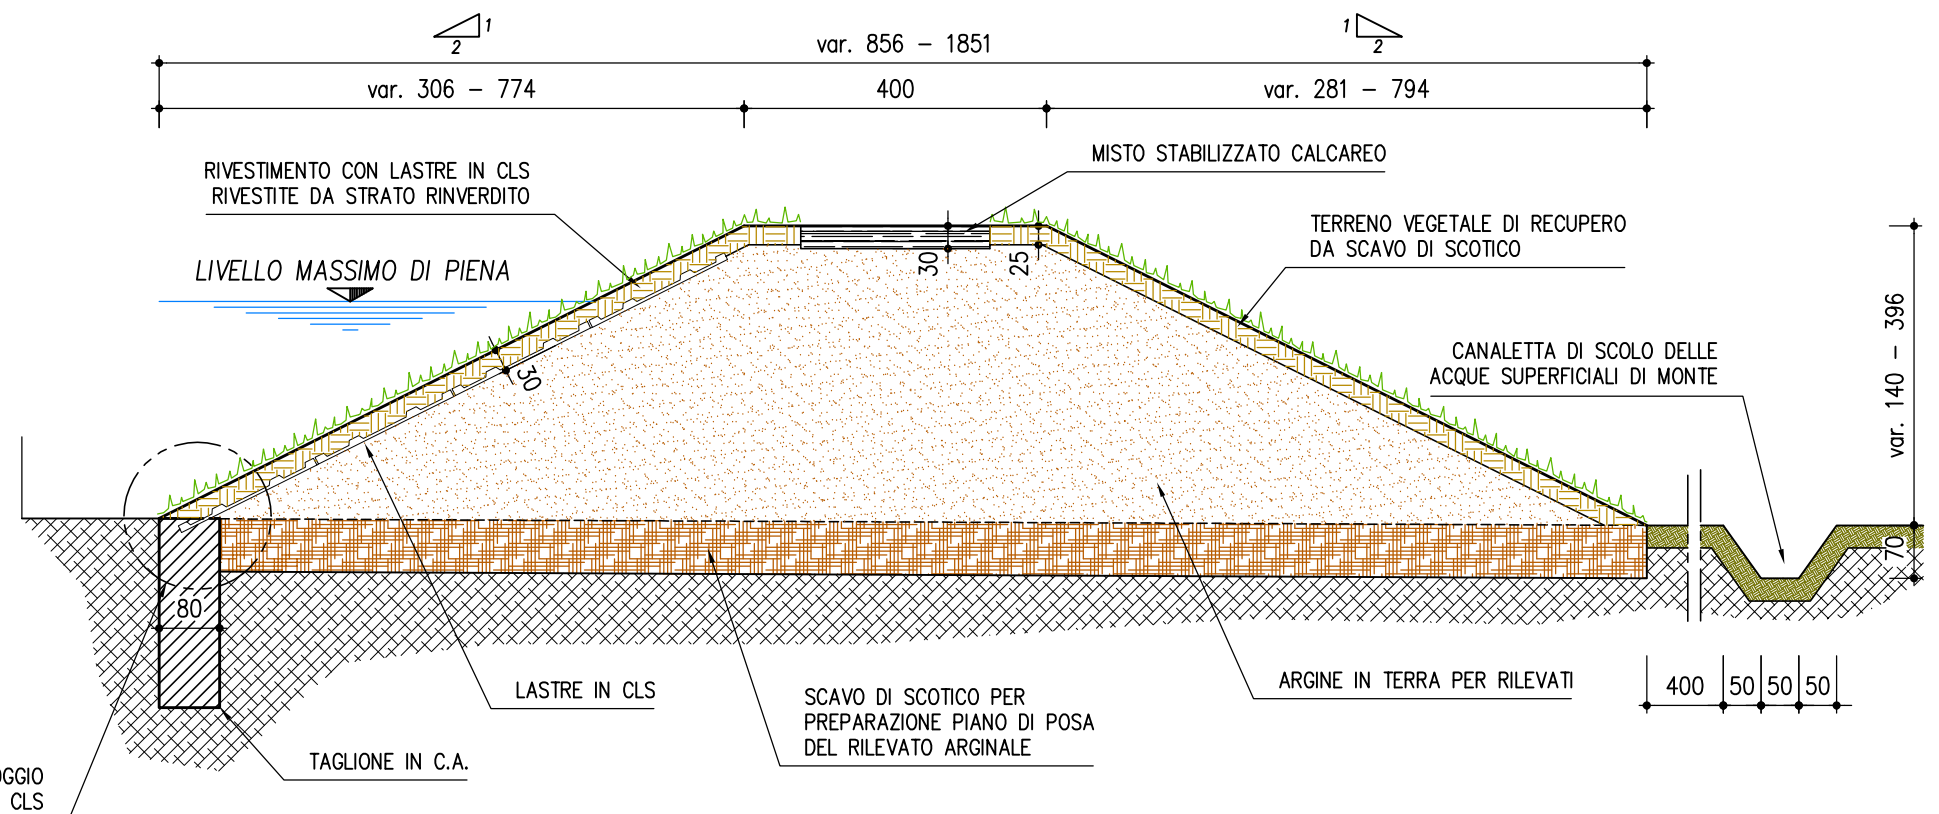 1
2
var. 856 – 1851
1
2
var. 306 – 774
400
var. 281 – 794
MISTO STABILIZZATO CALCAREO
RIVESTIMENTO CON LASTRE IN CLS
RIVESTITE DA STRATO RINVERDITO
TERRENO VEGETALE DI RECUPERO
DA SCAVO DI SCOTICO
LIVELLO MASSIMO DI PIENA
30
25
30
CANALETTA DI SCOLO DELLE
ACQUE SUPERFICIALI DI MONTE
var. 140 – 396
70
80
LASTRE IN CLS
SCAVO DI SCOTICO PER
PREPARAZIONE PIANO DI POSA
DEL RILEVATO ARGINALE
ARGINE IN TERRA PER RILEVATI
400
50
50
50
TAGLIONE IN C.A.
OGGIO
CLS